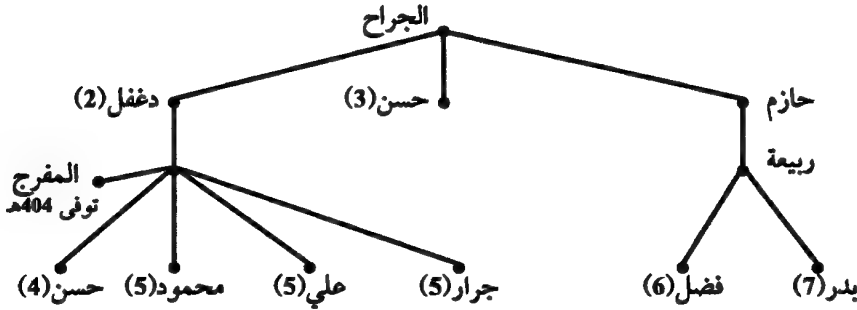 الجراح
حازم
حسن(3)
دغفل(2)
ربيعة
المفرج
توفى 404هـ
بدر(7)
فضل(6)
جرار(5)
علي(5)
محمود(5)
حسن(4)